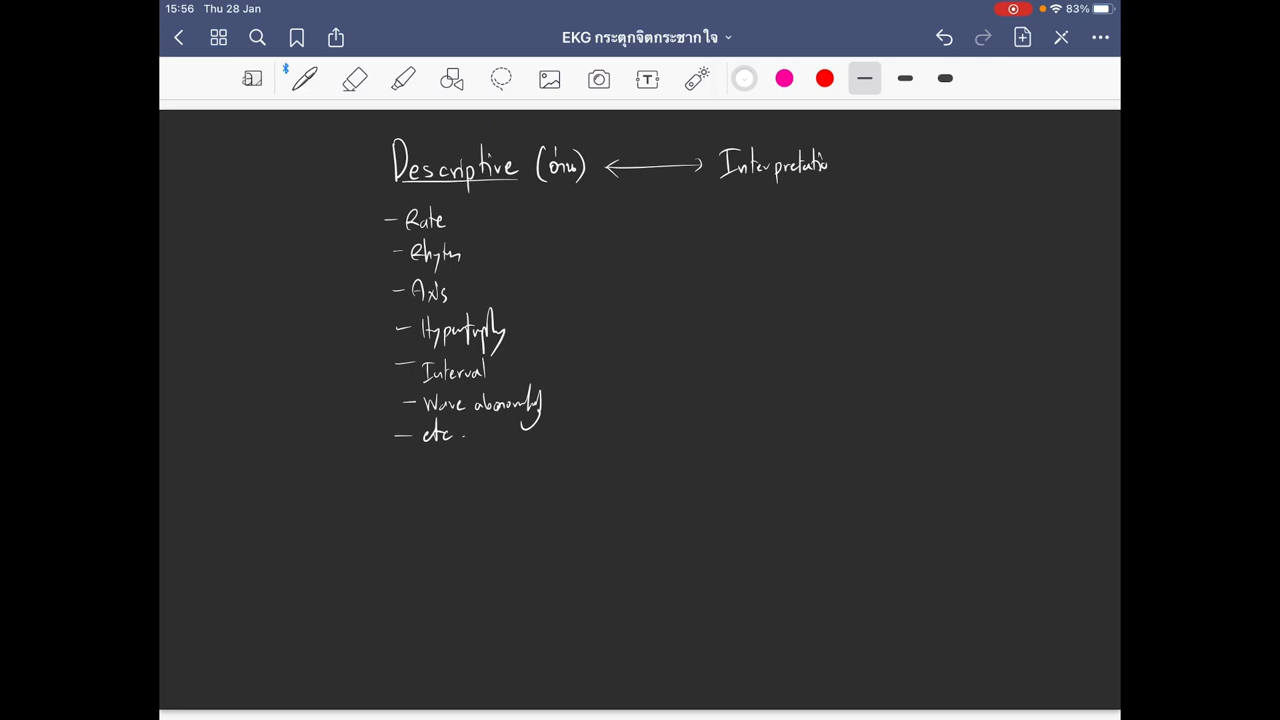 15:56 Thu 28 Jan 83%
EKG กระตุกจิตกระชากใจ
Descriptive (อ่าน) ⟷ Interpretatio
- Rate
- Rhythm
- Axis
- Hypertrophy
- Interval
- Wave abnormality
- etc.